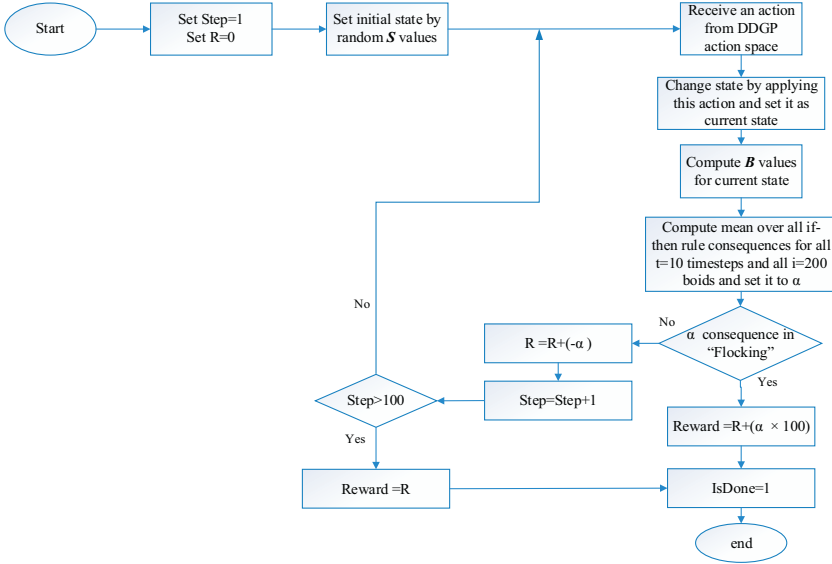 Start
Set Step=1
Set R=0
Set initial state by
random S values
Receive an action
from DDGP
action space
Change state by applying
this action and set it as
current state
Compute B values
for current state
Compute mean over all if-
then rule consequences for all
t=10 timesteps and all i=200
boids and set it to α
α consequence in
“Flocking”
No
Yes
R =R+(-α )
Step=Step+1
Step>100
No
Yes
Reward =R
Reward =R+(α × 100)
IsDone=1
end